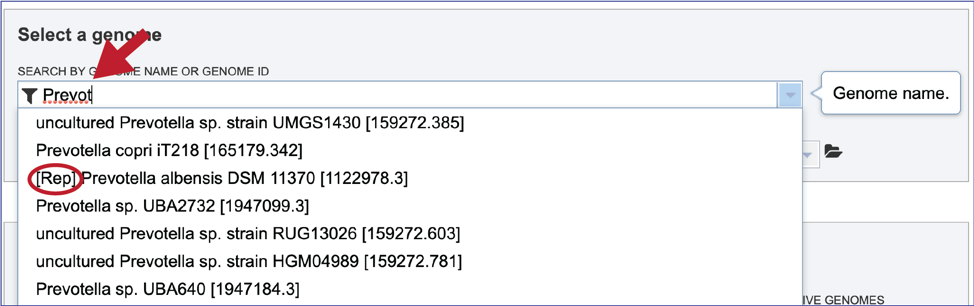 Select a genome
SEARCH BY GENOME NAME OR GENOME ID
Prevot
Genome name.
uncultured Prevotella sp. strain UMGS1430 [159272.385]
Prevotella copri iT218 [165179.342]
[Rep] Prevotella albensis DSM 11370 [1122978.3]
Prevotella sp. UBA2732 [1947099.3]
uncultured Prevotella sp. strain RUG13026 [159272.603]
uncultured Prevotella sp. strain HGM04989 [159272.781]
Prevotella sp. UBA640 [1947184.3]
IVE GENOMES